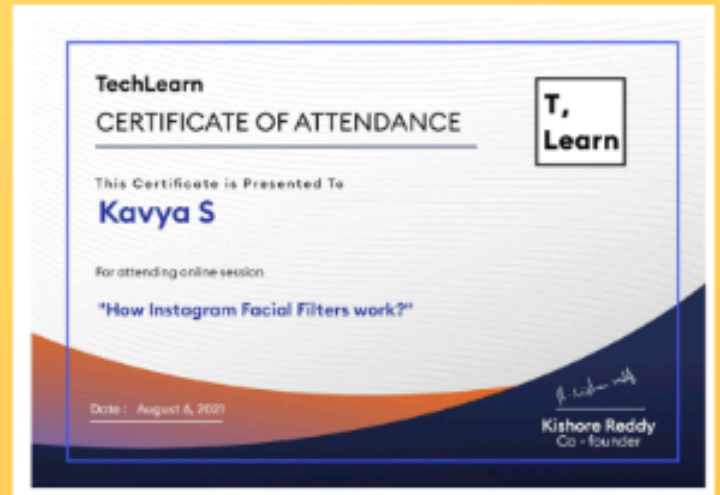 TechLearn
CERTIFICATE OF ATTENDANCE
T,
Learn
This Certificate is Presented To
Kavya S
For attending online session
"How Instagram Facial Filters work?"
Date : August 6, 2021
Kishore Reddy
Co - founder